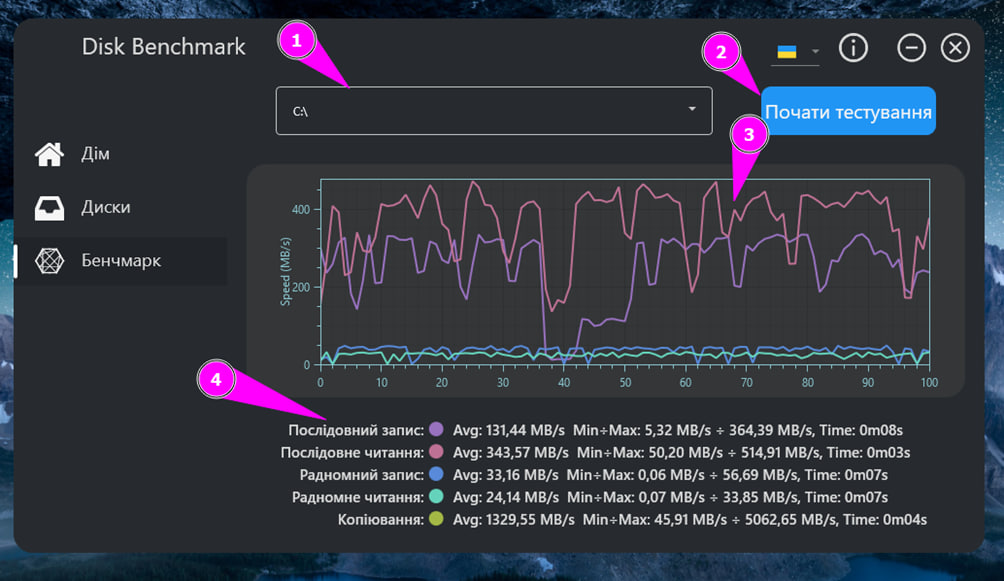 Disk Benchmark
1
2
C:\
Почати тестування
3
Дім
Диски
Бенчмарк
Speed (MB/s)
400
200
0
0 10 20 30 40 50 60 70 80 90 100
4
Послідовний запис: Avg: 131,44 MB/s Min÷Max: 5,32 MB/s ÷ 364,39 MB/s, Time: 0m08s
Послідовне читання: Avg: 343,57 MB/s Min÷Max: 50,20 MB/s ÷ 514,91 MB/s, Time: 0m03s
Радномний запис: Avg: 33,16 MB/s Min÷Max: 0,06 MB/s ÷ 56,69 MB/s, Time: 0m07s
Радномне читання: Avg: 24,14 MB/s Min÷Max: 0,07 MB/s ÷ 33,85 MB/s, Time: 0m07s
Копіювання: Avg: 1329,55 MB/s Min÷Max: 45,91 MB/s ÷ 5062,65 MB/s, Time: 0m04s